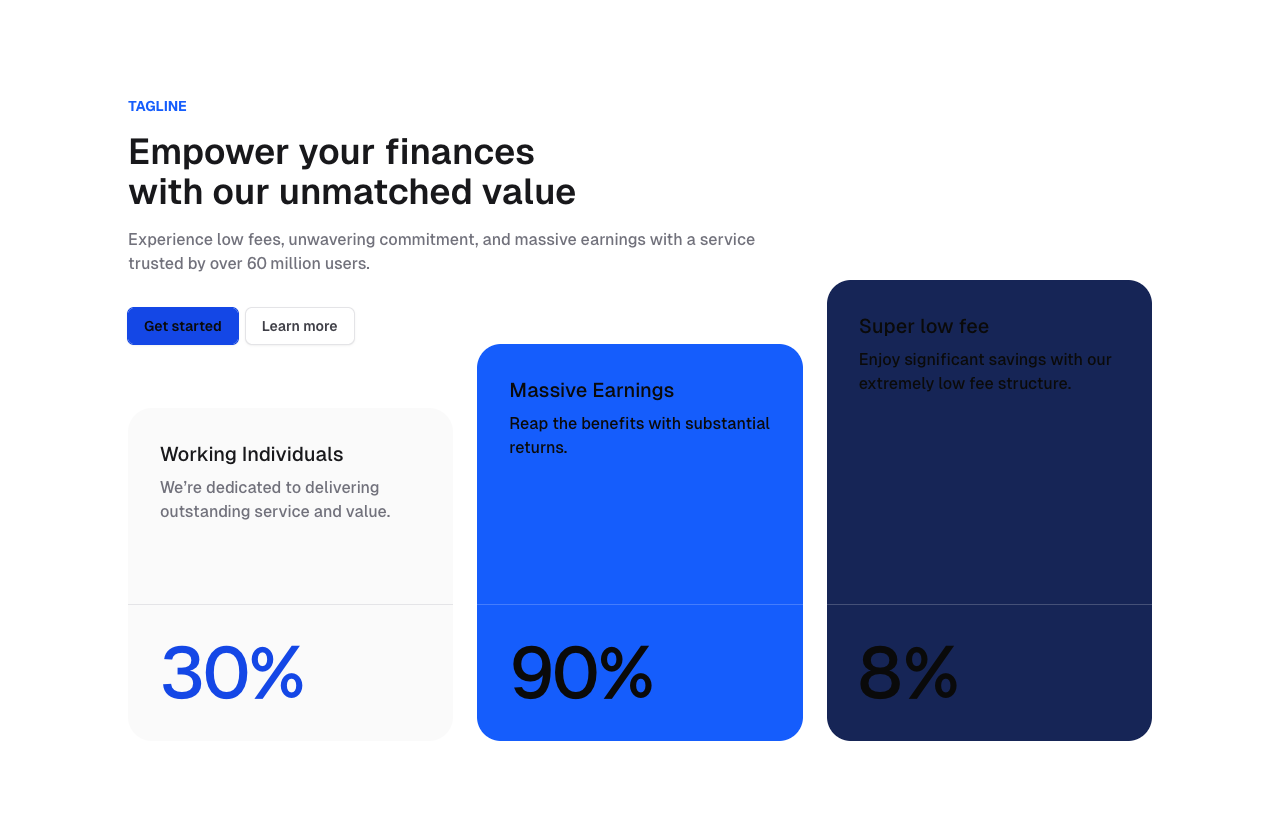 TAGLINE
Empower your finances
with our unmatched value
Experience low fees, unwavering commitment, and massive earnings with a service
trusted by over 60 million users.
Get started
Learn more
Working Individuals
We’re dedicated to delivering
outstanding service and value.
30%
Massive Earnings
Reap the benefits with substantial
returns.
90%
Super low fee
Enjoy significant savings with our
extremely low fee structure.
8%